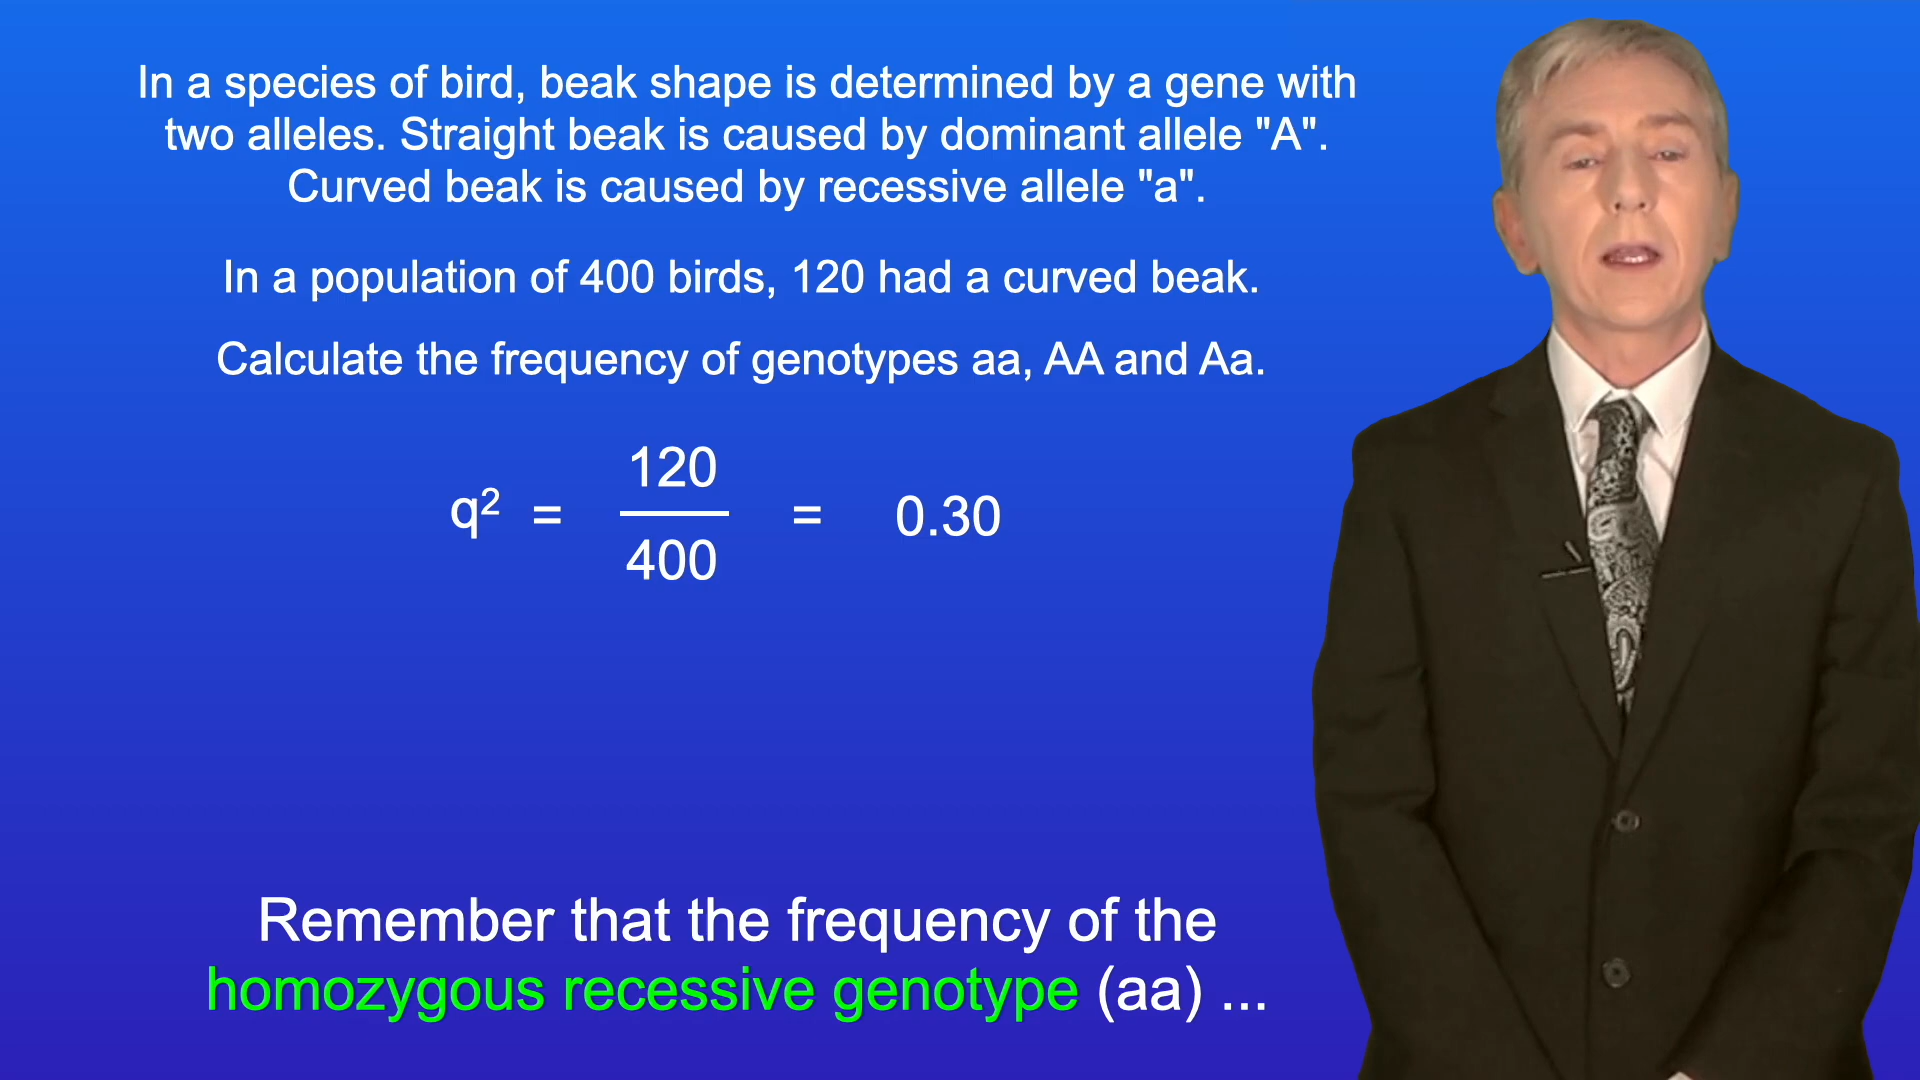 In a species of bird, beak shape is determined by a gene with
two alleles. Straight beak is caused by dominant allele "A".
Curved beak is caused by recessive allele "a".
In a population of 400 birds, 120 had a curved beak.
Calculate the frequency of genotypes aa, AA and Aa.
q² = 120/400 = 0.30
Remember that the frequency of the
homozygous recessive genotype (aa) ...